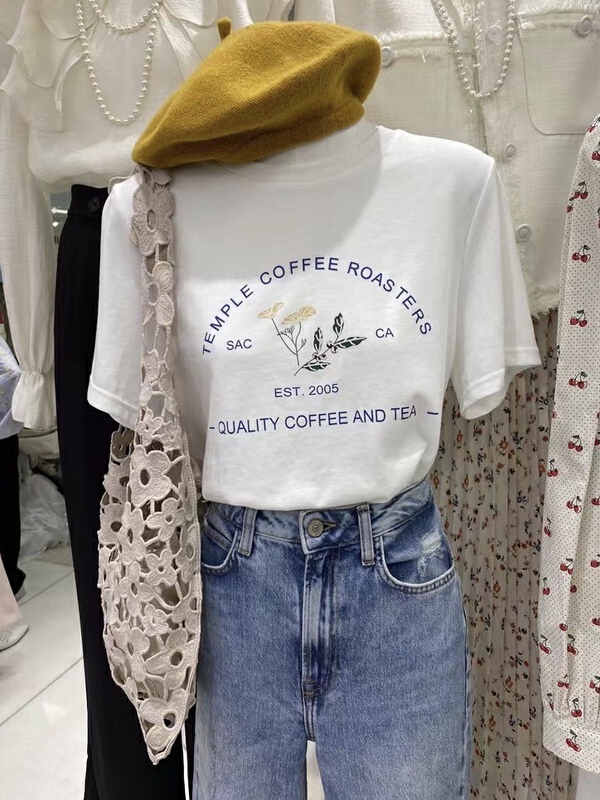 TEMPLE COFFEE ROASTERS
SAC CA
EST. 2005
- QUALITY COFFEE AND TEA -